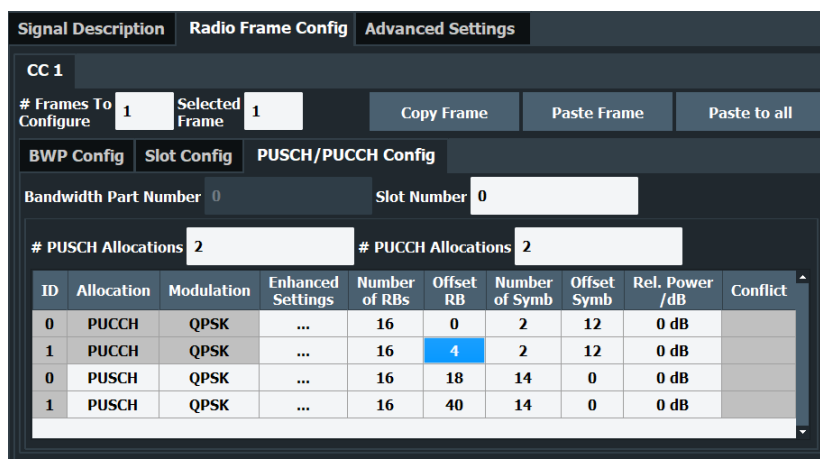 Signal Description Radio Frame Config Advanced Settings
CC 1
# Frames To Configure 1 Selected Frame 1 Copy Frame Paste Frame Paste to all
BWP Config Slot Config PUSCH/PUCCH Config
Bandwidth Part Number 0 Slot Number 0
# PUSCH Allocations 2 # PUCCH Allocations 2
ID Allocation Modulation Enhanced Settings Number of RBs Offset RB Number of Symb Offset Symb Rel. Power /dB Conflict
0 PUCCH QPSK ... 16 0 2 12 0 dB
1 PUCCH QPSK ... 16 4 2 12 0 dB
0 PUSCH QPSK ... 16 18 14 0 0 dB
1 PUSCH QPSK ... 16 40 14 0 0 dB